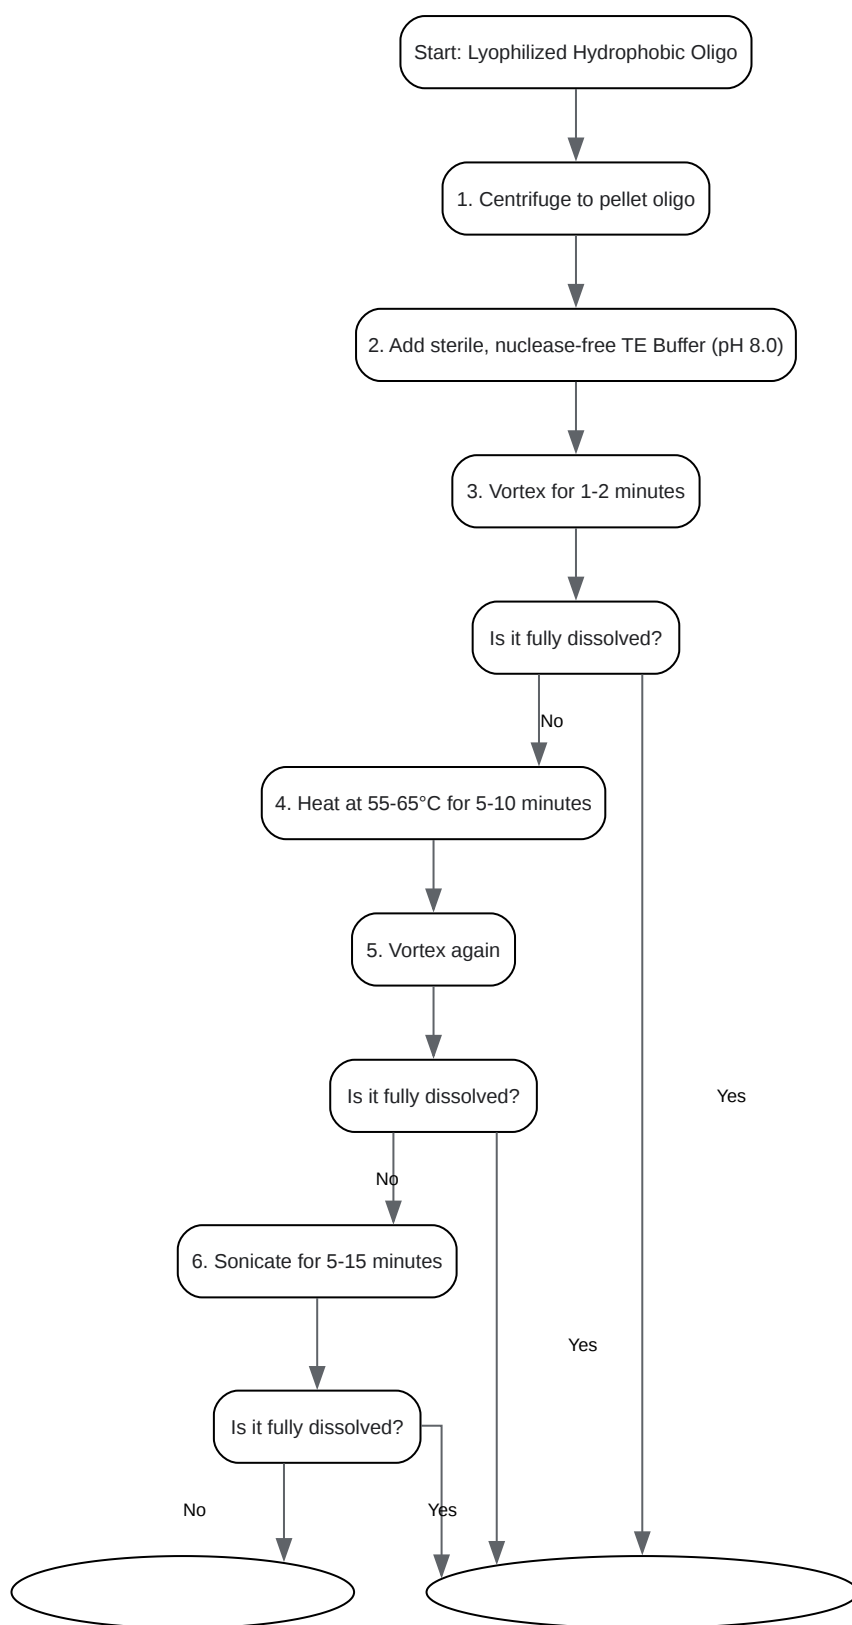 Start: Lyophilized Hydrophobic Oligo
1. Centrifuge to pellet oligo
2. Add sterile, nuclease-free TE Buffer (pH 8.0)
3. Vortex for 1-2 minutes
Is it fully dissolved?
No
4. Heat at 55-65°C for 5-10 minutes
5. Vortex again
Is it fully dissolved?
Yes
No
6. Sonicate for 5-15 minutes
Yes
Is it fully dissolved?
No
Yes